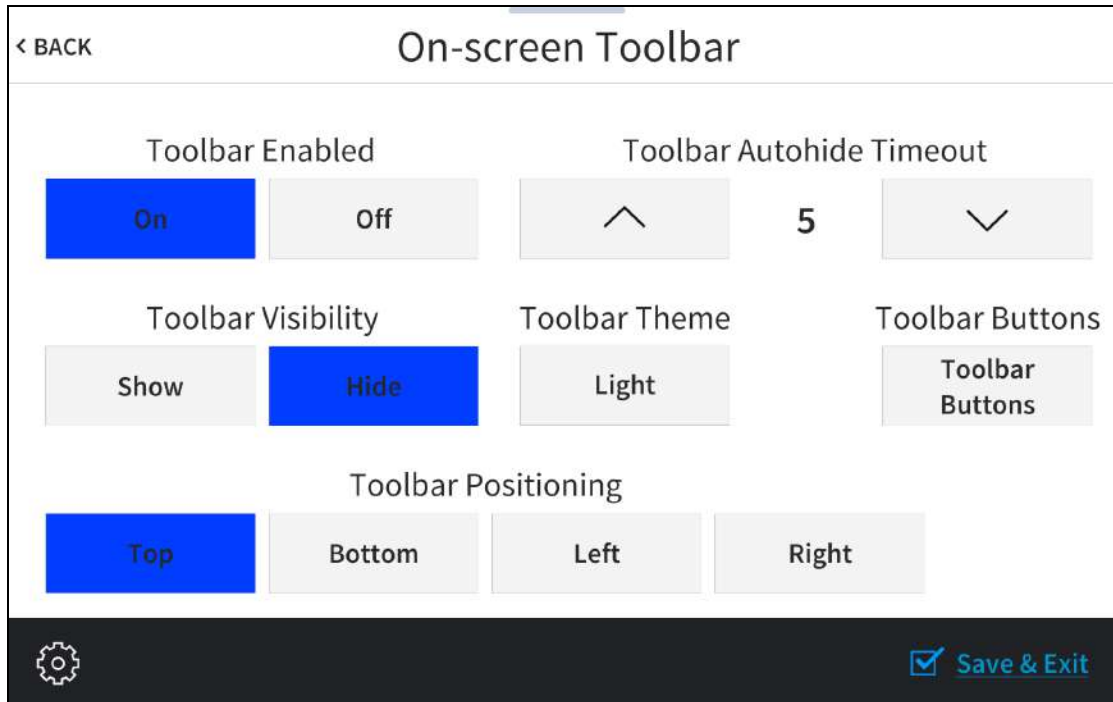 < BACK
On-screen Toolbar
Toolbar Enabled
Toolbar Autohide Timeout
On
Off
5
Toolbar Visibility
Toolbar Theme
Toolbar Buttons
Show
Hide
Light
Toolbar
Buttons
Toolbar Positioning
Top
Bottom
Left
Right
Save & Exit